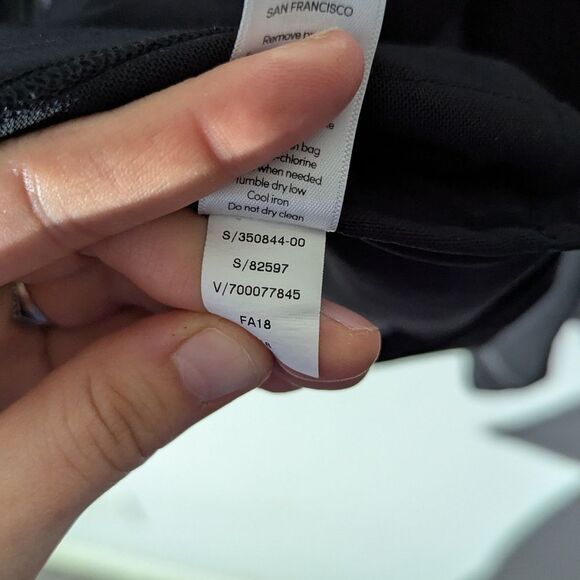 SAN FRANCISCO
Remove
bag
-chlorine
when needed
Tumble dry low
Cool iron
Do not dry clean
S/350844-00
S/82597
V/700077845
FA18